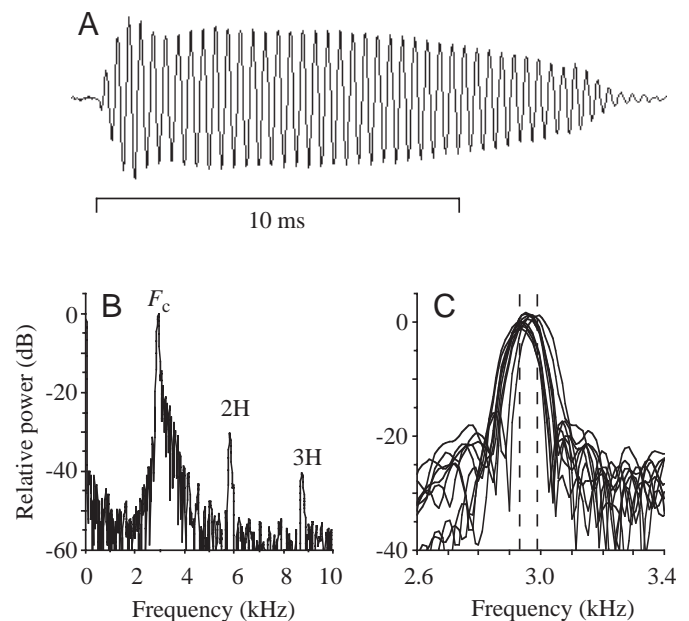 A
10 ms
B
F_c
2H
3H
0
-20
-40
-60
Relative power (dB)
0 2 4 6 8 10
Frequency (kHz)
C
0
-20
-40
2.6 3.0 3.4
Frequency (kHz)